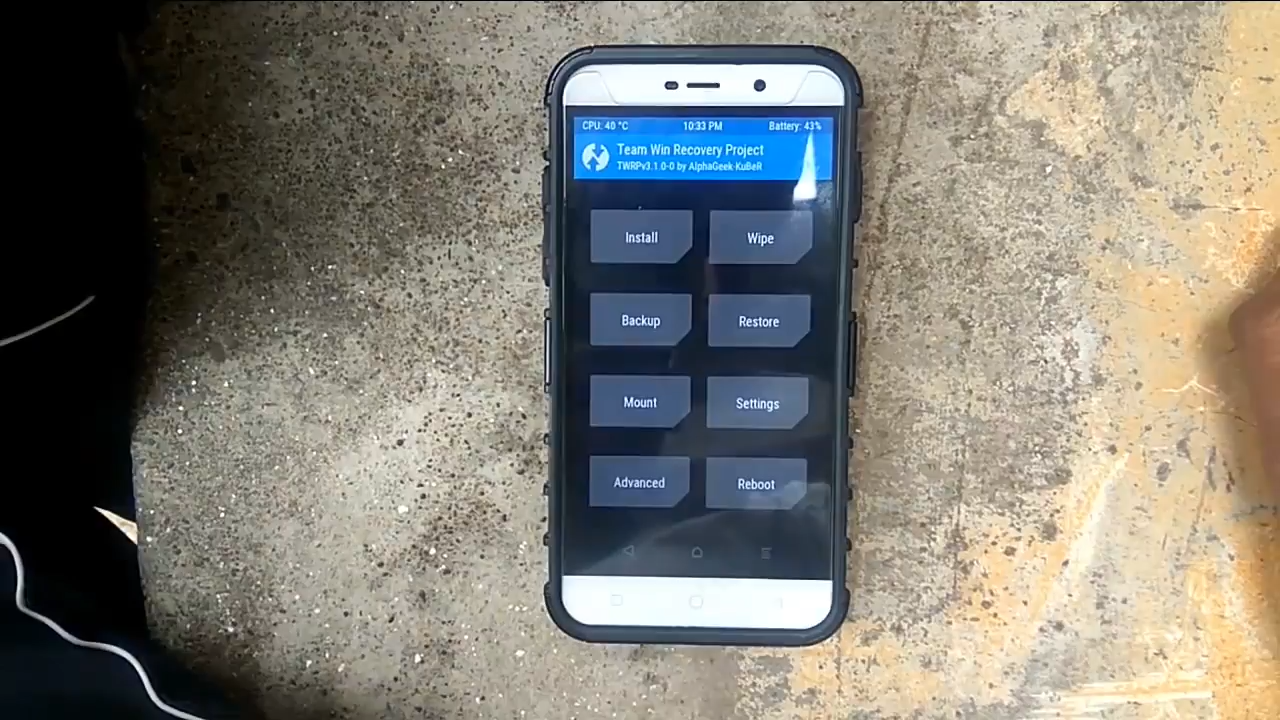 CPU: 40 °C 10:33 PM Battery: 43%
Team Win Recovery Project
TWRPv3.1.0-0 by AlphaGeek-KuBeR
Install Wipe
Backup Restore
Mount Settings
Advanced Reboot